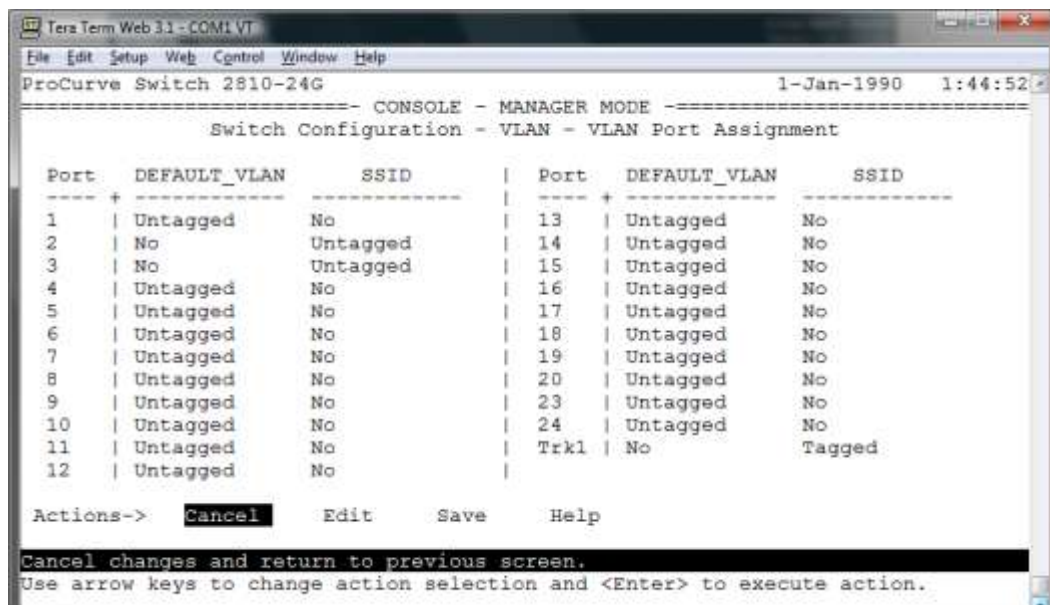 Tera Term Web 3.1 - COM1 VT
File Edit Setup Web Control Window Help
ProCurve Switch 2810-24G 1-Jan-1990 1:44:52
==========================- CONSOLE - MANAGER MODE -============================
Switch Configuration - VLAN - VLAN Port Assignment
Port DEFAULT_VLAN SSID | Port DEFAULT_VLAN SSID
---- + ------------ ------------ | ---- + ------------ ------------
1 | Untagged No | 13 | Untagged No
2 | No Untagged | 14 | Untagged No
3 | No Untagged | 15 | Untagged No
4 | Untagged No | 16 | Untagged No
5 | Untagged No | 17 | Untagged No
6 | Untagged No | 18 | Untagged No
7 | Untagged No | 19 | Untagged No
8 | Untagged No | 20 | Untagged No
9 | Untagged No | 23 | Untagged No
10 | Untagged No | 24 | Untagged No
11 | Untagged No | Trk1 | No Tagged
12 | Untagged No |
Actions-> Cancel Edit Save Help
Cancel changes and return to previous screen.
Use arrow keys to change action selection and <Enter> to execute action.